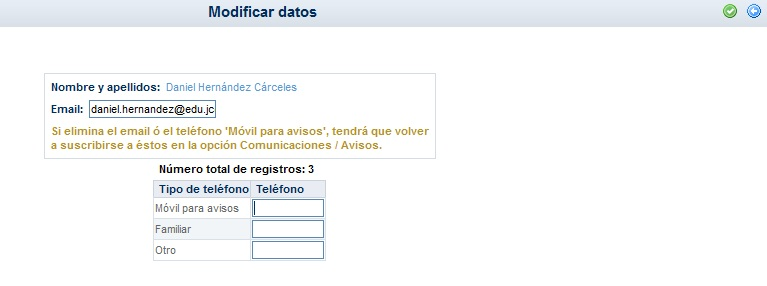 Modificar datos
Nombre y apellidos: Daniel Hernández Cárceles
Email: daniel.hernandez@edu.jc
Si elimina el email ó el teléfono 'Móvil para avisos', tendrá que volver
a suscribirse a éstos en la opción Comunicaciones / Avisos.
Número total de registros: 3
Tipo de teléfono Teléfono
Móvil para avisos
Familiar
Otro